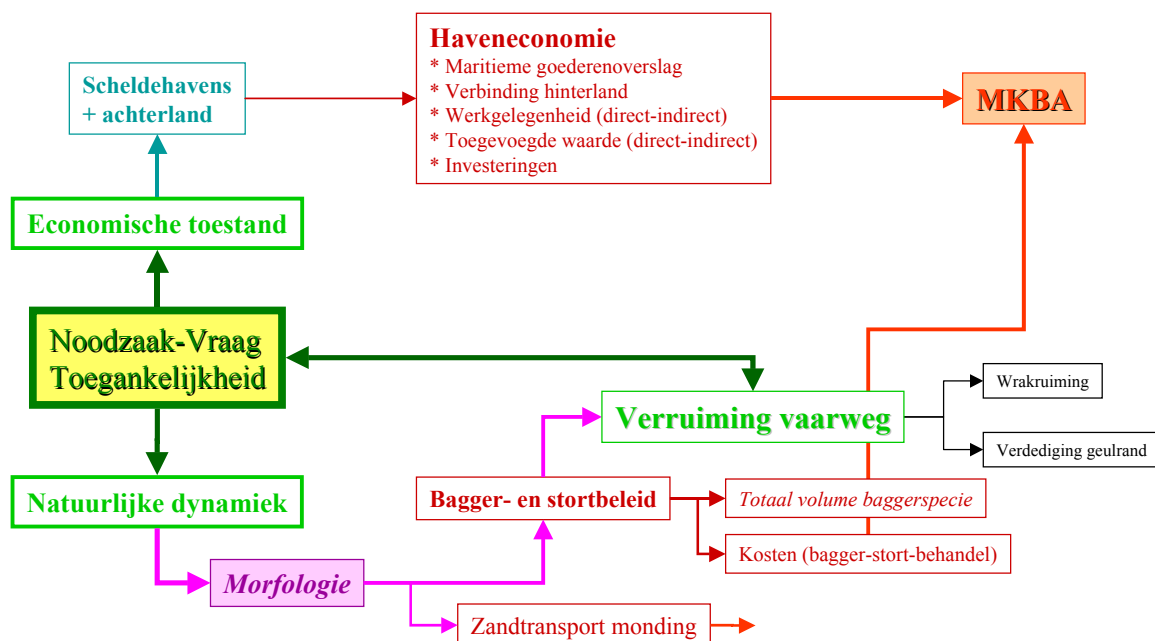 Haveneconomie
* Maritieme goederenoverslag
* Verbinding hinterland
* Werkgelegenheid (direct-indirect)
* Toegevoegde waarde (direct-indirect)
* Investeringen
Scheldehavens
+ achterland
MKBA
Economische toestand
Noodzaak-Vraag
Toegankelijkheid
Verruiming vaarweg
Wrakruiming
Verdediging geulrand
Natuurlijke dynamiek
Bagger- en stortbeleid
Totaal volume baggerspecie
Kosten (bagger-stort-behandel)
Morfologie
Zandtransport monding